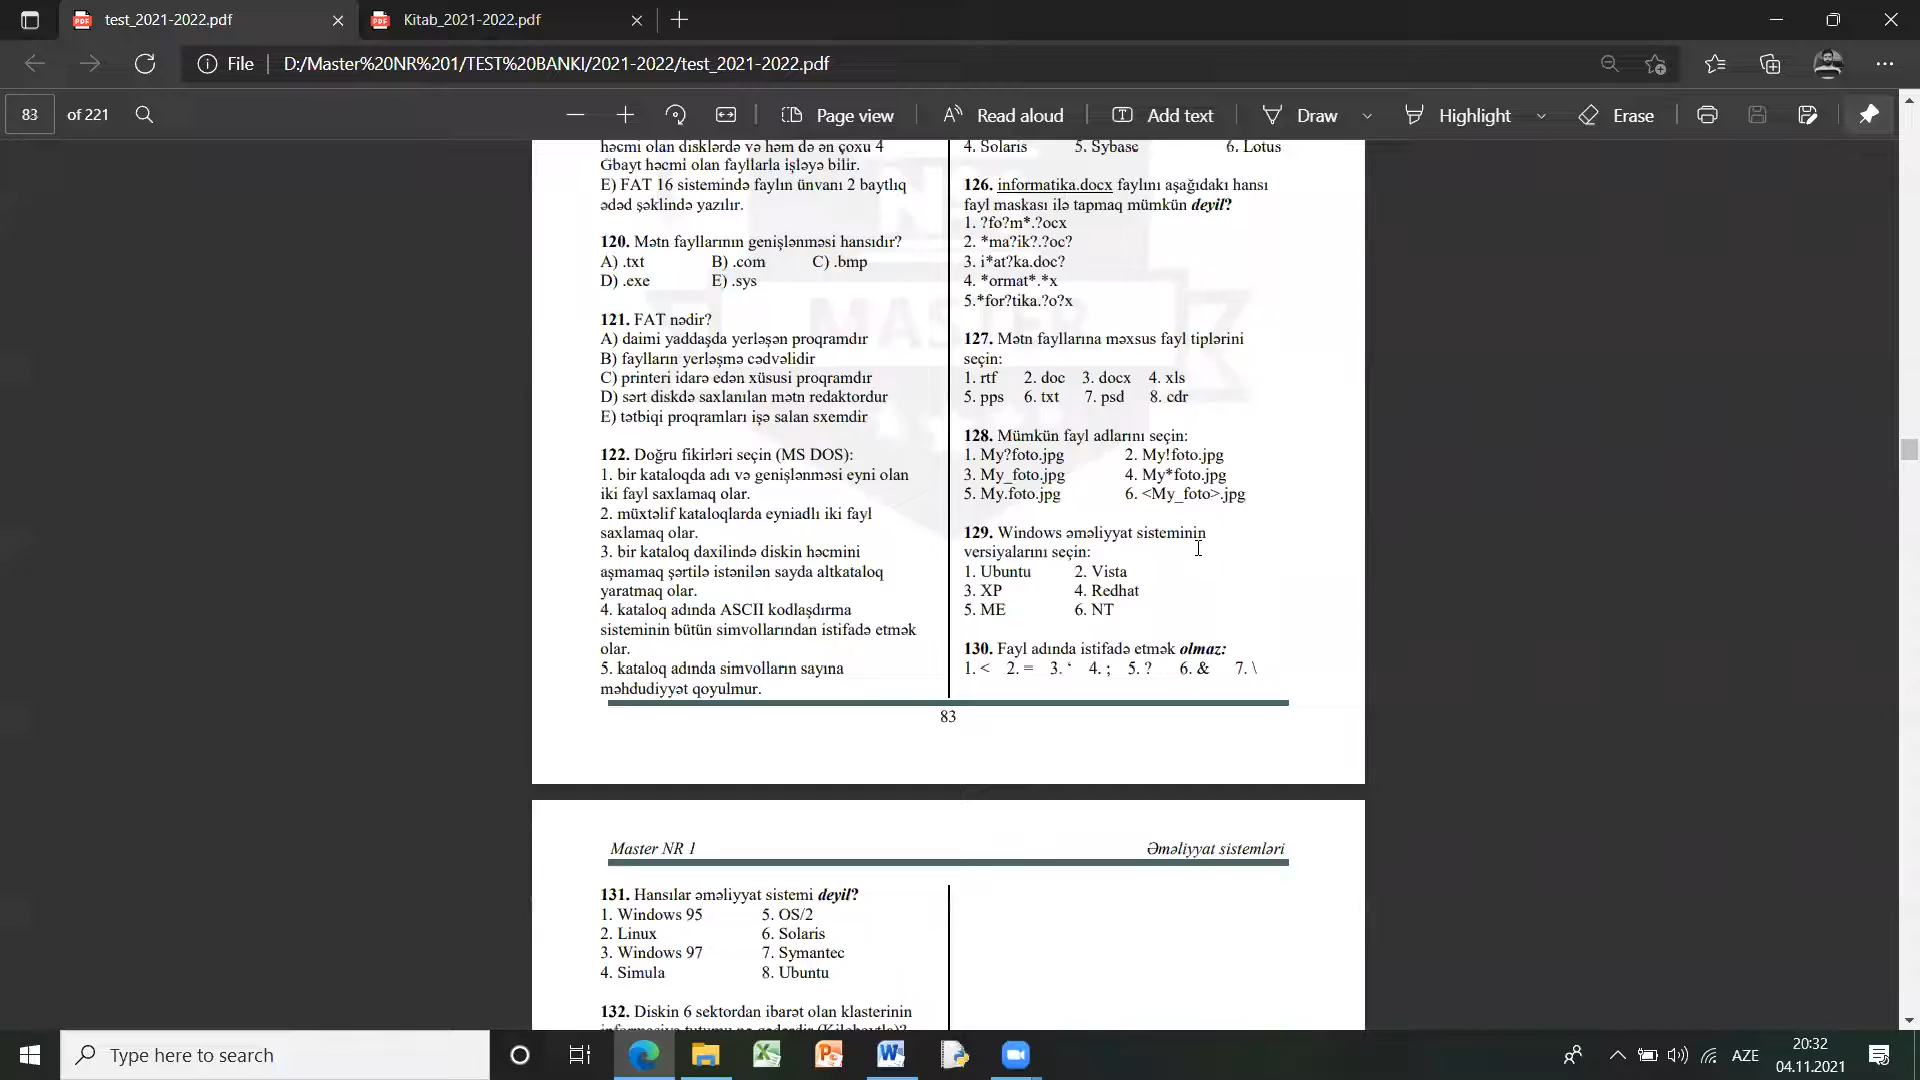 test_2021-2022.pdf
Kitab_2021-2022.pdf
File
D:/Master%20NR%201/TEST%20BANKI/2021-2022/test_2021-2022.pdf
83 of 221
Page view
Read aloud
Add text
Draw
Highlight
Erase
həcmi olan disklərdə və həm də ən çoxu 4
Gbayt həcmi olan fayllarla işləyə bilir.
E) FAT 16 sistemində faylın ünvanı 2 baytlıq
ədəd şəklində yazılır.
120. Mətn fayllarının genişlənməsi hansıdır?
A) .txt B) .com C) .bmp
D) .exe E) .sys
121. FAT nədir?
A) daimi yaddaşda yerləşən proqramdır
B) faylların yerləşmə cədvəlidir
C) printeri idarə edən xüsusi proqramdır
D) sərt diskdə saxlanılan mətn redaktordur
E) tətbiqi proqramları işə salan sxemdir
122. Doğru fikirləri seçin (MS DOS):
1. bir kataloqda adı və genişlənməsi eyni olan
iki fayl saxlamaq olar.
2. müxtəlif kataloqlarda eyniadlı iki fayl
saxlamaq olar.
3. bir kataloq daxilində diskin həcmini
aşmamaq şərtilə istənilən sayda altkataloq
yaratmaq olar.
4. kataloq adında ASCII kodlaşdırma
sisteminin bütün simvollarından istifadə etmək
olar.
5. kataloq adında simvolların sayına
məhdudiyyət qoyulmur.
4. Solaris 5. Sybase 6. Lotus
126. informatika.docx faylını aşağıdakı hansı
fayl maskası ilə tapmaq mümkün deyil?
1. ?fo?m*.?ocx
2. *ma?ik?.?oc?
3. i*at?ka.doc?
4. *ormat*.*x
5.*for?tika.?o?x
127. Mətn fayllarına məxsus fayl tiplərini
seçin:
1. rtf 2. doc 3. docx 4. xls
5. pps 6. txt 7. psd 8. cdr
128. Mümkün fayl adlarını seçin:
1. My?foto.jpg 2. My!foto.jpg
3. My_foto.jpg 4. My*foto.jpg
5. My.foto.jpg 6. <My_foto>.jpg
129. Windows əməliyyat sisteminin
versiyalarını seçin:
1. Ubuntu 2. Vista
3. XP 4. Redhat
5. ME 6. NT
130. Fayl adında istifadə etmək olmaz:
1. < 2. = 3. ‘ 4. ; 5. ? 6. & 7. \
83
Master NR 1
Əməliyyat sistemləri
131. Hansılar əməliyyat sistemi deyil?
1. Windows 95 5. OS/2
2. Linux 6. Solaris
3. Windows 97 7. Symantec
4. Simula 8. Ubuntu
132. Diskin 6 sektordan ibarət olan klasterinin
MASTER
Type here to search
AZE
20:32
04.11.2021